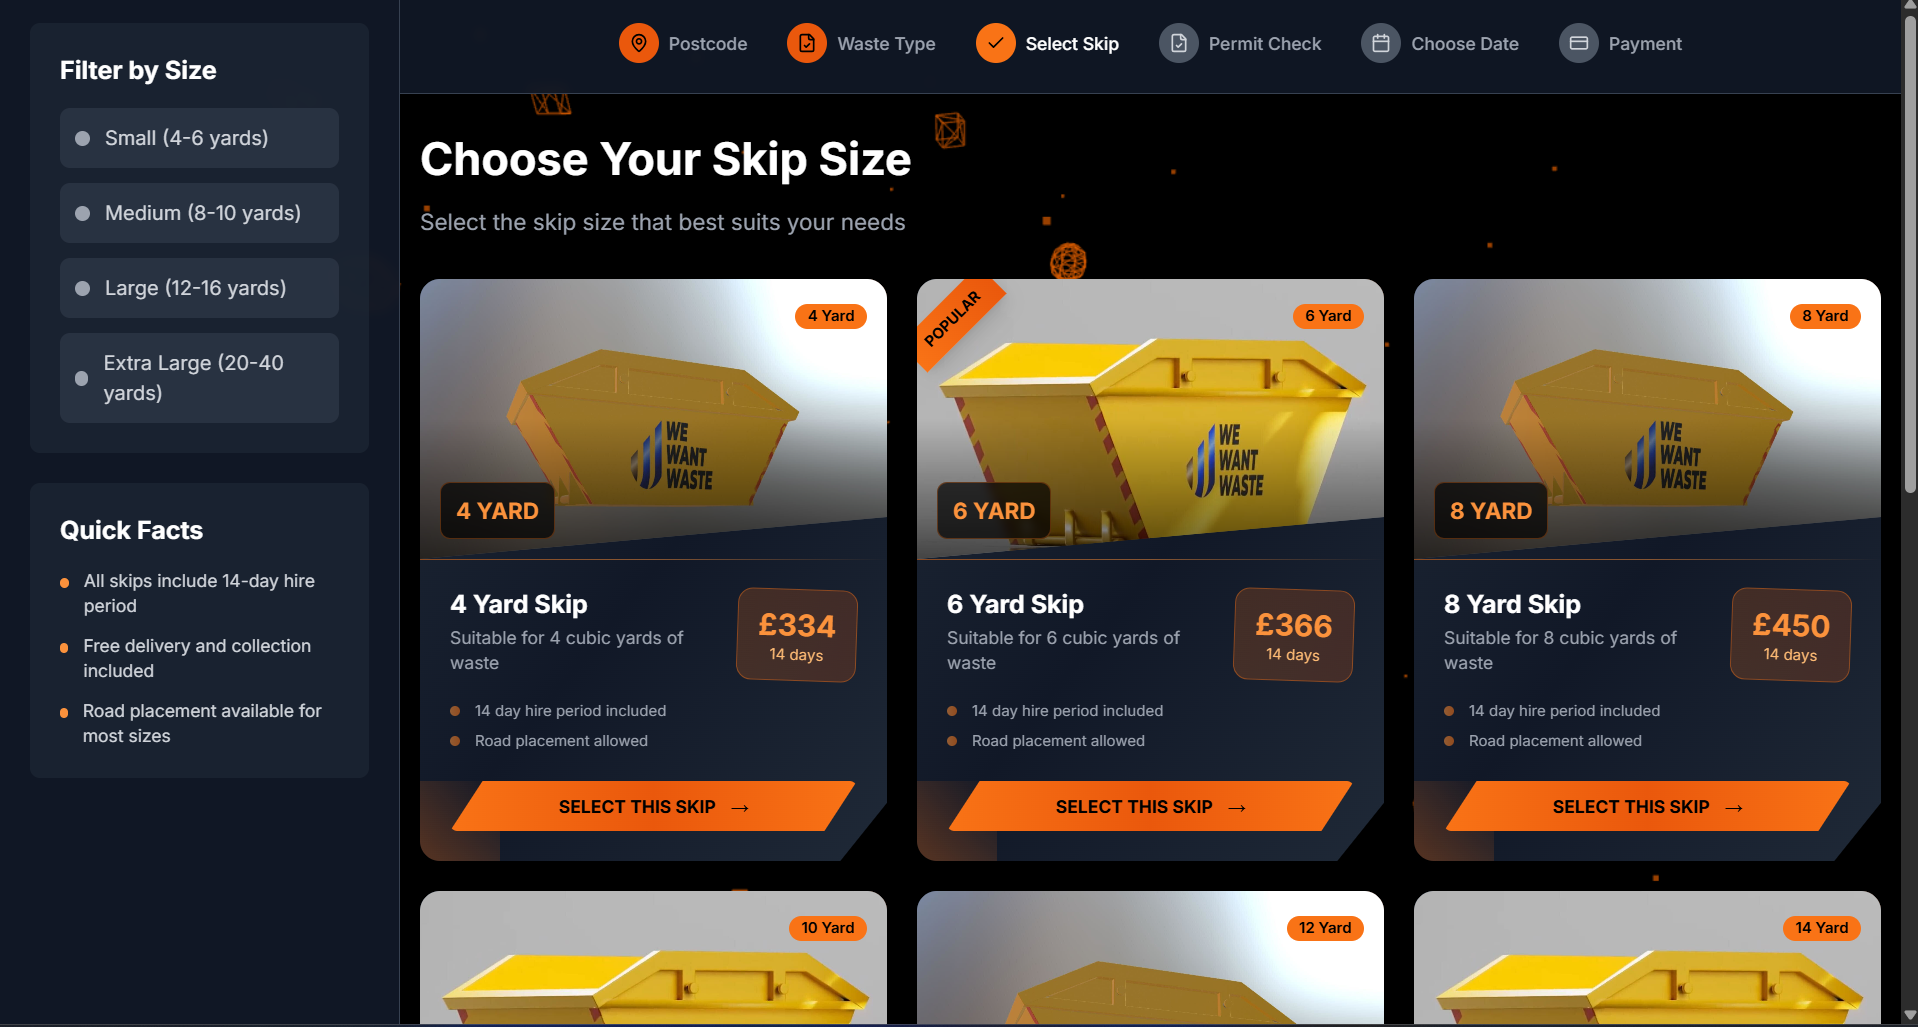 Filter by Size
Small (4-6 yards)
Medium (8-10 yards)
Large (12-16 yards)
Extra Large (20-40
yards)
Quick Facts
All skips include 14-day hire
period
Free delivery and collection
included
Road placement available for
most sizes
Postcode
Waste Type
Select Skip
Permit Check
Choose Date
Payment
Choose Your Skip Size
Select the skip size that best suits your needs
4 Yard
WE
WANT
WASTE
4 YARD
4 Yard Skip
Suitable for 4 cubic yards of
waste
£334
14 days
14 day hire period included
Road placement allowed
SELECT THIS SKIP →
POPULAR
6 Yard
WE
WANT
WASTE
6 YARD
6 Yard Skip
Suitable for 6 cubic yards of
waste
£366
14 days
14 day hire period included
Road placement allowed
SELECT THIS SKIP →
8 Yard
WE
WANT
WASTE
8 YARD
8 Yard Skip
Suitable for 8 cubic yards of
waste
£450
14 days
14 day hire period included
Road placement allowed
SELECT THIS SKIP →
10 Yard
12 Yard
14 Yard